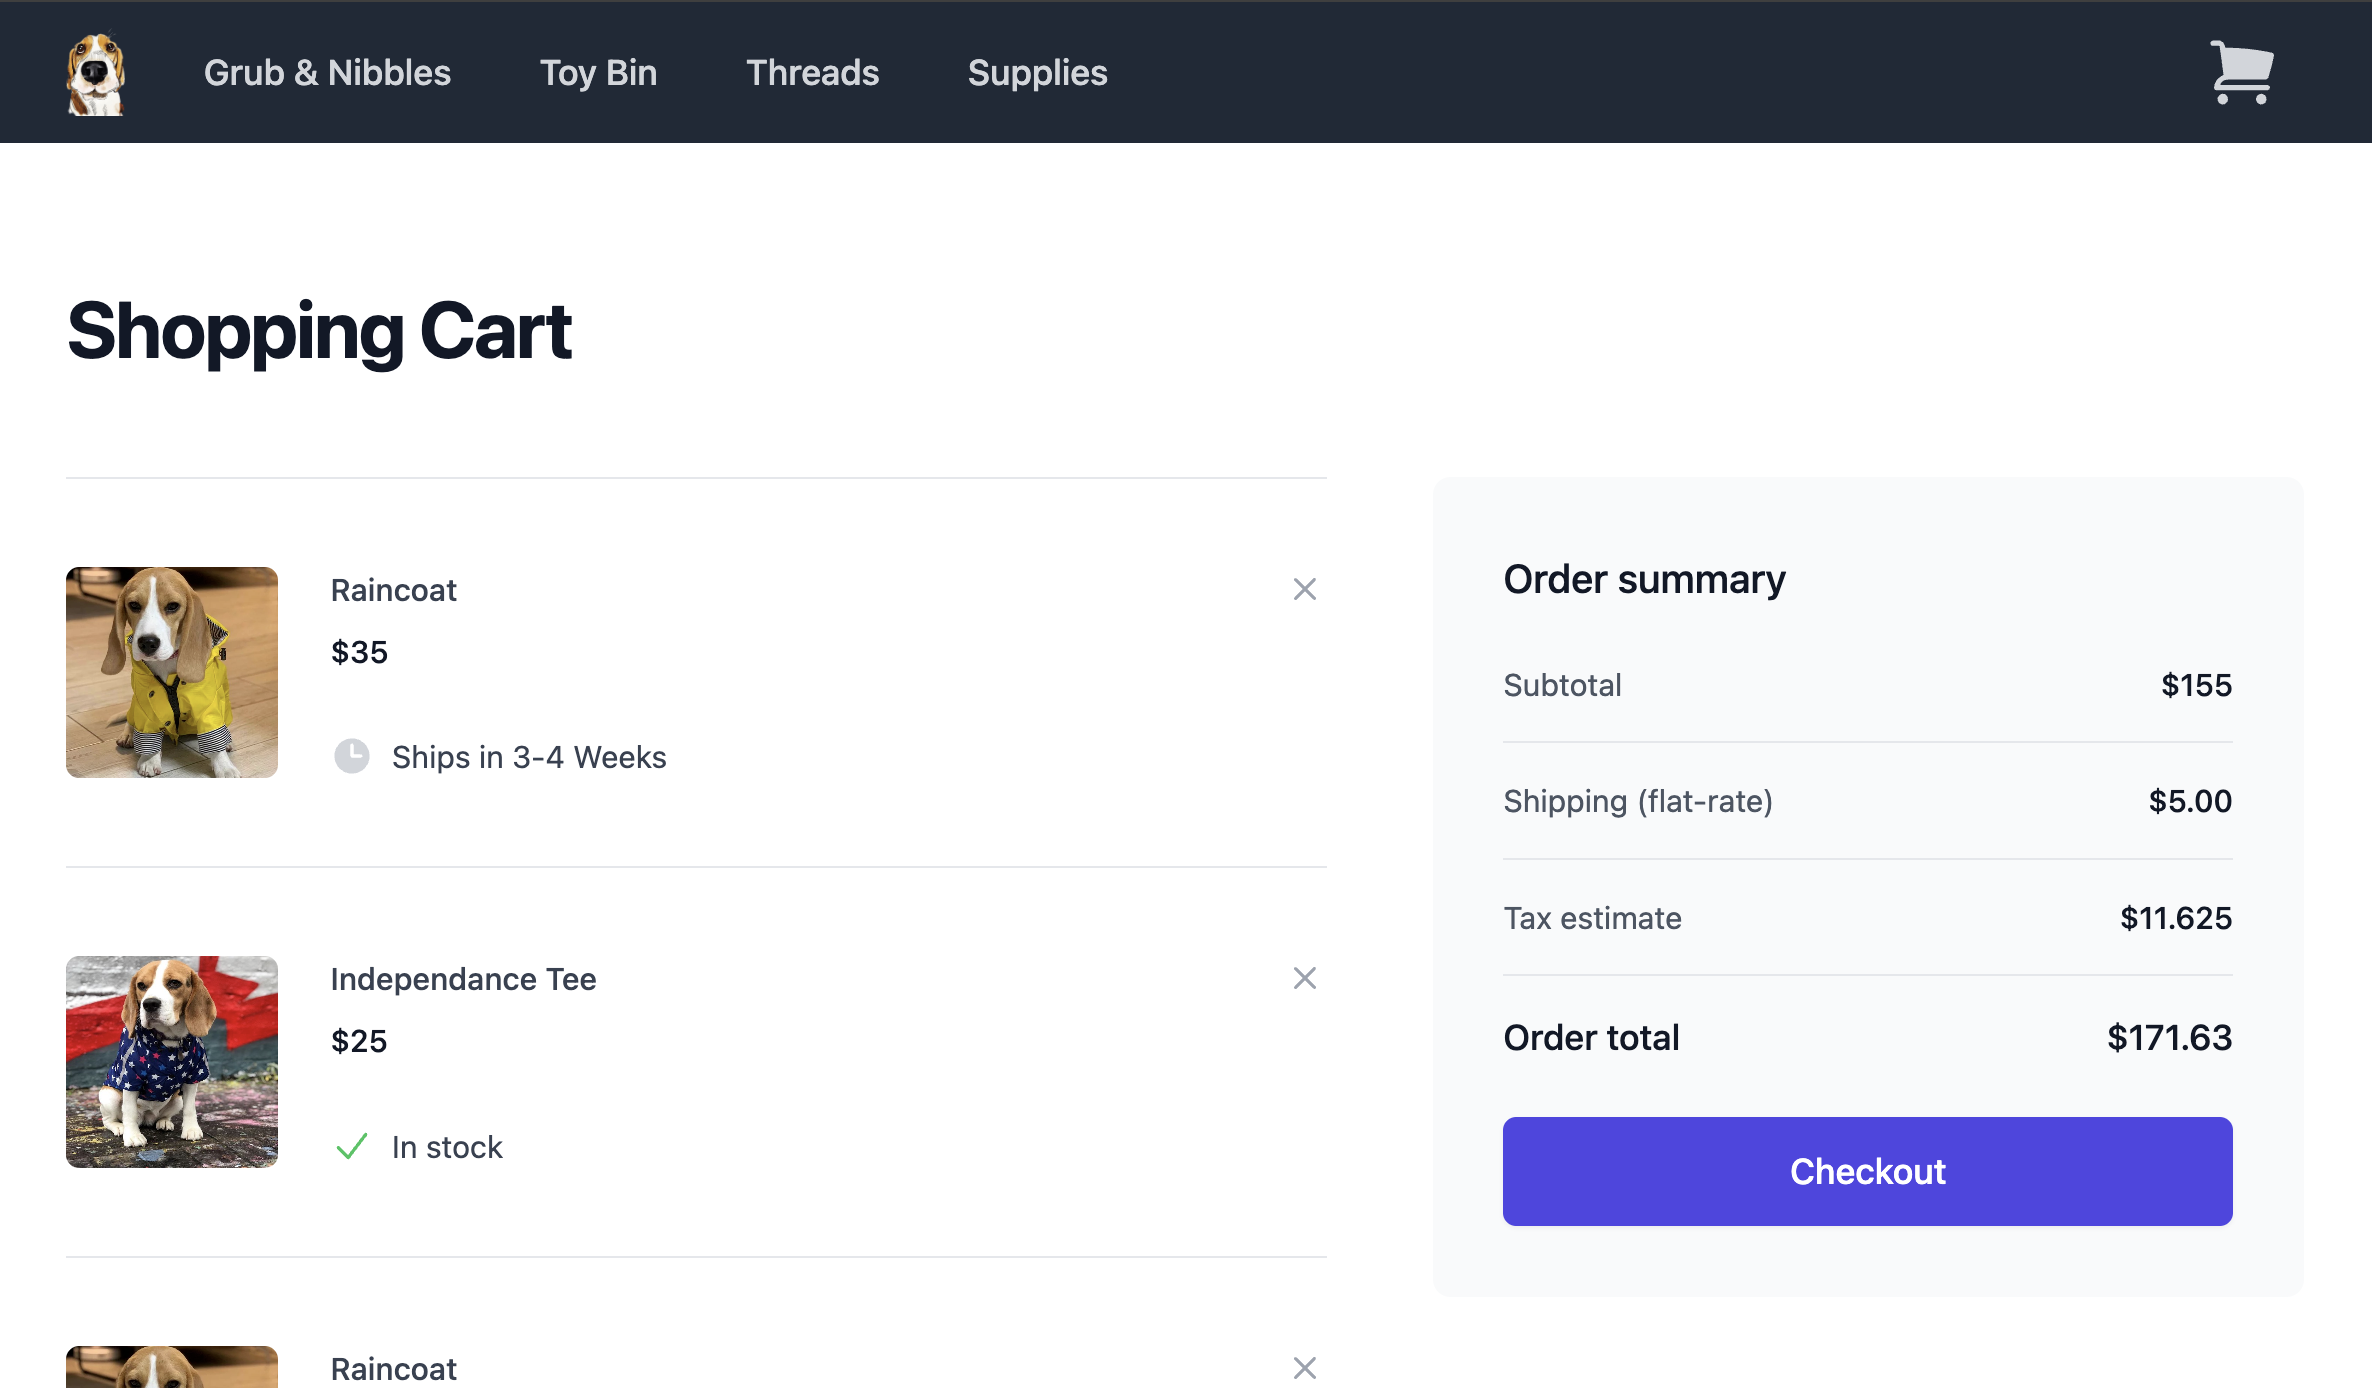 Grub & Nibbles
Toy Bin
Threads
Supplies
Shopping Cart
Raincoat
$35
Ships in 3-4 Weeks
Independance Tee
$25
In stock
Raincoat
Order summary
Subtotal $155
Shipping (flat-rate) $5.00
Tax estimate $11.625
Order total $171.63
Checkout